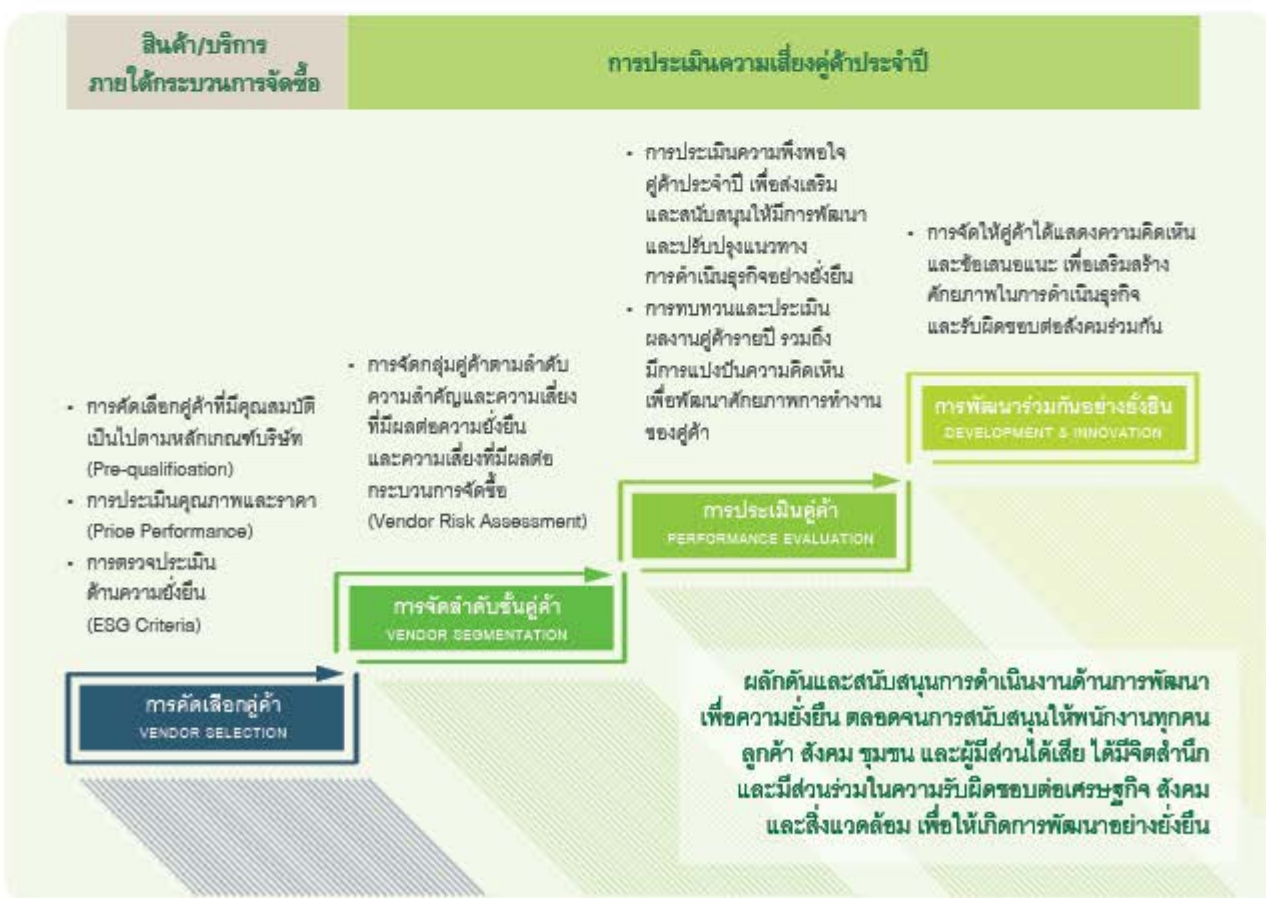 สินค้า/บริการ
ภายใต้กระบวนการจัดซื้อ
การประเมินความเสี่ยงคู่ค้าประจำปี
• การคัดเลือกคู่ค้าที่มีคุณสมบัติ
เป็นไปตามหลักเกณฑ์บริษัท
(Pre-qualification)
• การประเมินคุณภาพและราคา
(Price Performance)
• การตรวจประเมิน
ด้านความยั่งยืน
(ESG Criteria)
การคัดเลือกคู่ค้า
VENDOR SELECTION
• การจัดกลุ่มคู่ค้าตามลำดับ
ความสำคัญและความเสี่ยง
ที่มีผลต่อความยั่งยืน
และความเสี่ยงที่มีผลต่อ
กระบวนการจัดซื้อ
(Vendor Risk Assessment)
การจัดลำดับชั้นคู่ค้า
VENDOR SEGMENTATION
• การประเมินความพึงพอใจ
คู่ค้าประจำปี เพื่อส่งเสริม
และสนับสนุนให้มีการพัฒนา
และปรับปรุงแนวทาง
การดำเนินธุรกิจอย่างยั่งยืน
• การทบทวนและประเมิน
ผลงานคู่ค้ารายปี รวมถึง
มีการแบ่งปันความคิดเห็น
เพื่อพัฒนาศักยภาพการทำงาน
ของคู่ค้า
การประเมินคู่ค้า
PERFORMANCE EVALUATION
• การจัดให้คู่ค้าได้แสดงความคิดเห็น
และข้อเสนอแนะ เพื่อเสริมสร้าง
ศักยภาพในการดำเนินธุรกิจ
และรับผิดชอบต่อสังคมร่วมกัน
การพัฒนาร่วมกันอย่างยั่งยืน
DEVELOPMENT & INNOVATION
ผลักดันและสนับสนุนการดำเนินงานด้านการพัฒนา
เพื่อความยั่งยืน ตลอดจนการสนับสนุนให้พนักงานทุกคน
ลูกค้า สังคม ชุมชน และผู้มีส่วนได้เสีย ได้มีจิตสำนึก
และมีส่วนร่วมในความรับผิดชอบต่อเศรษฐกิจ สังคม
และสิ่งแวดล้อม เพื่อให้เกิดการพัฒนาอย่างยั่งยืน